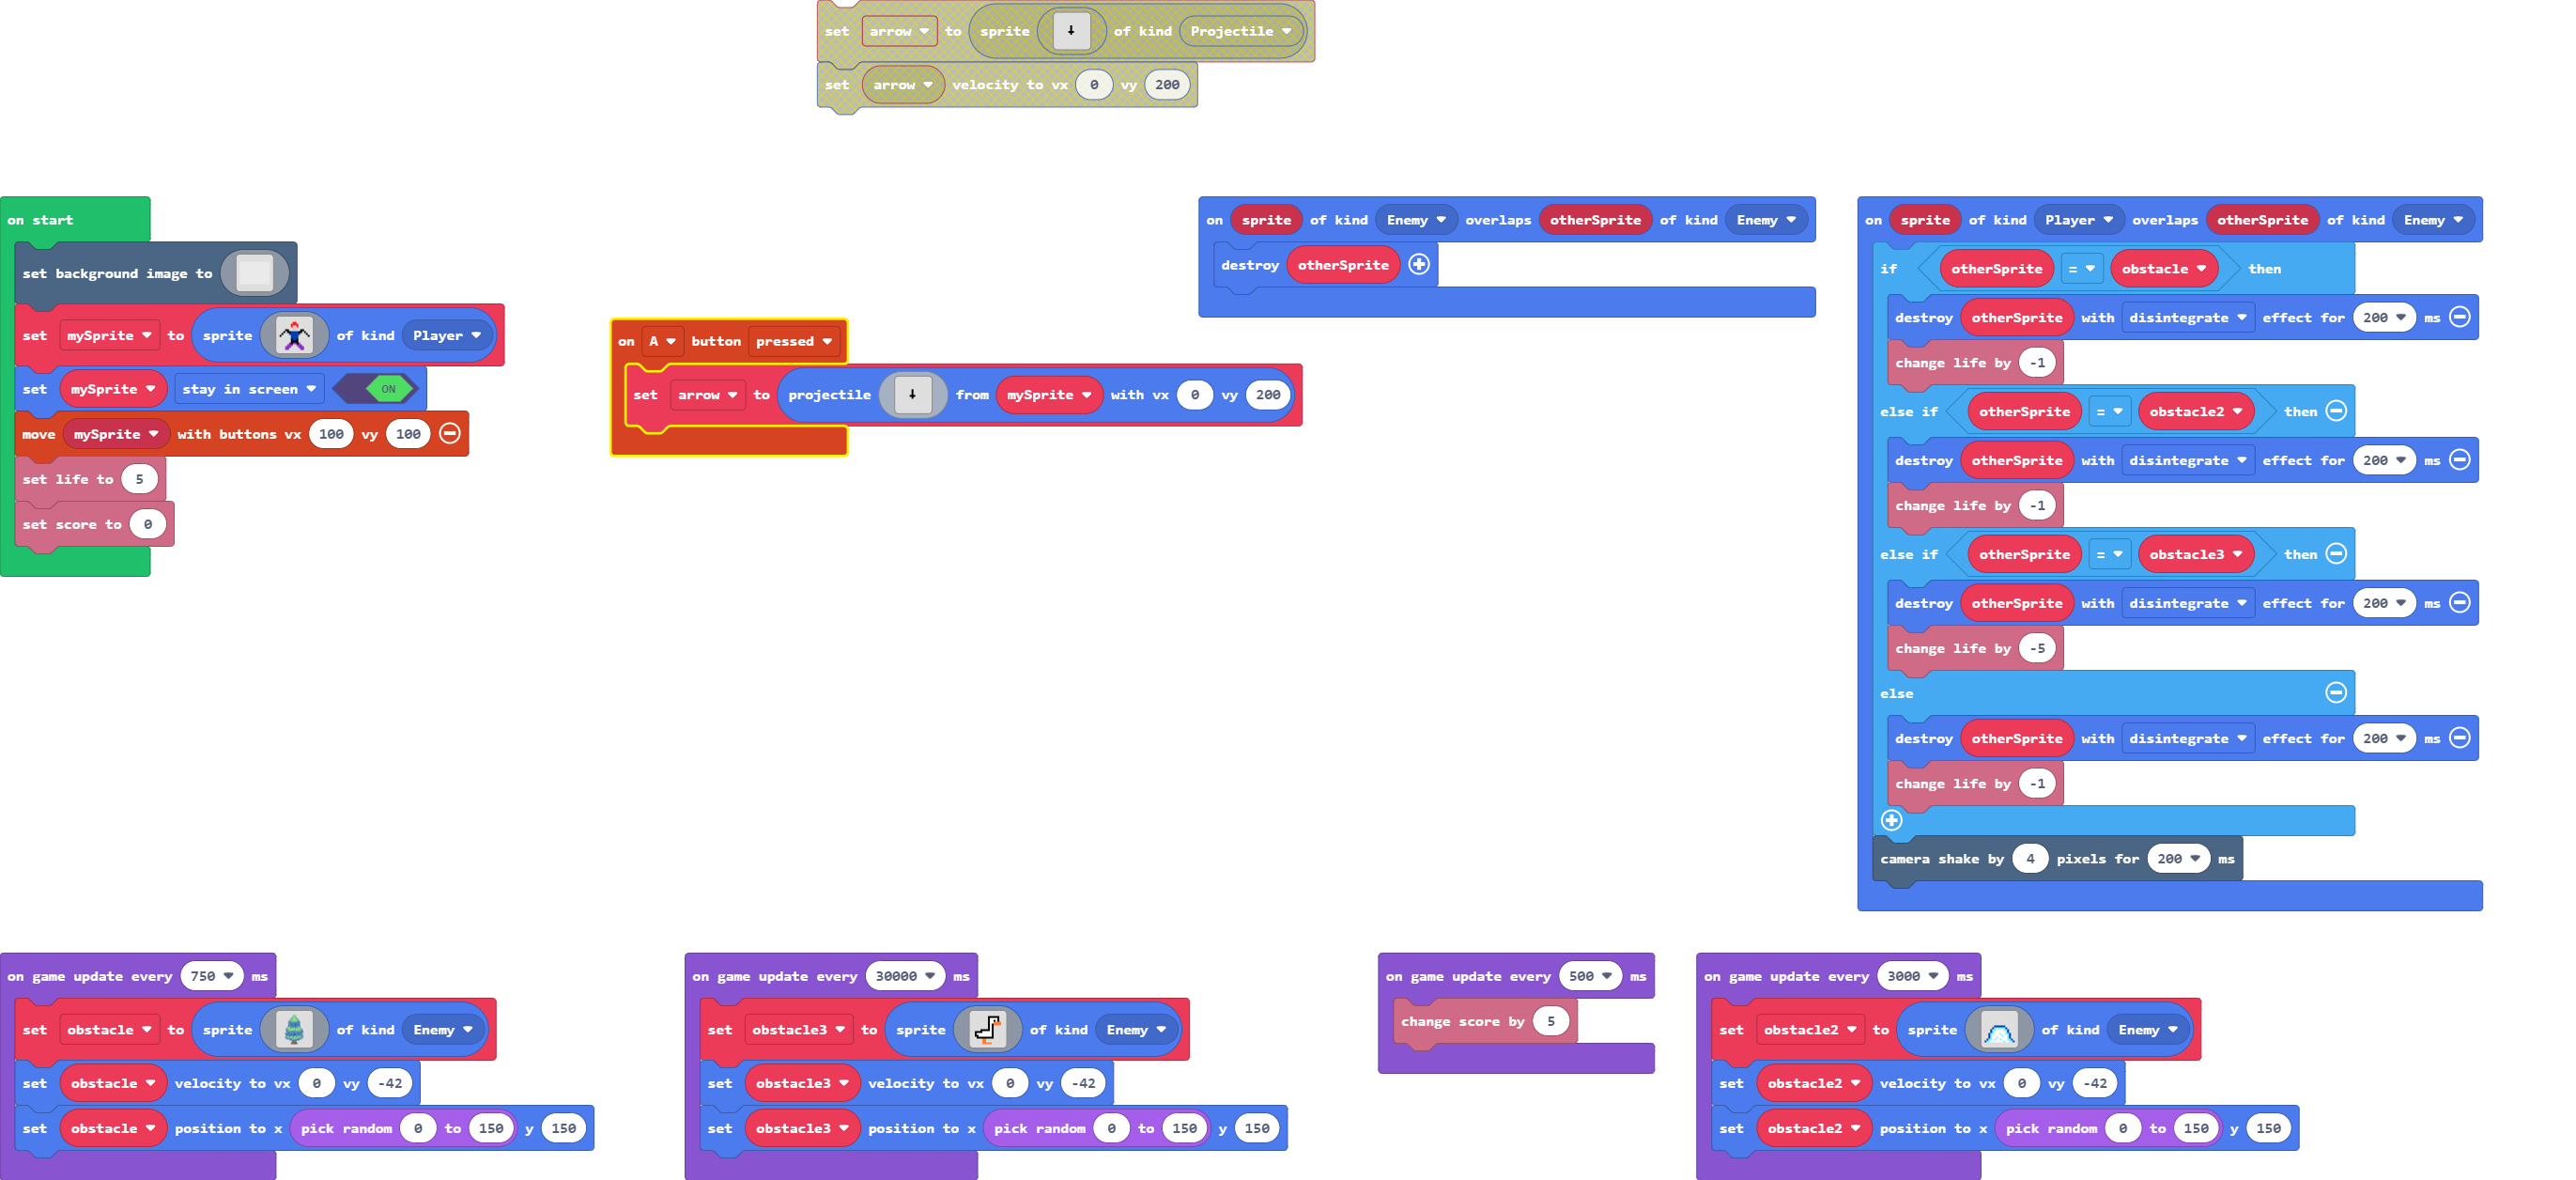 set arrow to sprite of kind Projectile
set arrow velocity to vx 0 vy 200
on start
set background image to
set mySprite to sprite of kind Player
set mySprite stay in screen ON
move mySprite with buttons vx 100 vy 100
set life to 5
set score to 0
on A button pressed
set arrow to projectile from mySprite with vx 0 vy 200
on sprite of kind Enemy overlaps otherSprite of kind Enemy
destroy otherSprite
on sprite of kind Player overlaps otherSprite of kind Enemy
if otherSprite = obstacle then
destroy otherSprite with disintegrate effect for 200 ms
change life by -1
else if otherSprite = obstacle2 then
destroy otherSprite with disintegrate effect for 200 ms
change life by -1
else if otherSprite = obstacle3 then
destroy otherSprite with disintegrate effect for 200 ms
change life by -5
else
destroy otherSprite with disintegrate effect for 200 ms
change life by -1
camera shake by 4 pixels for 200 ms
on game update every 750 ms
set obstacle to sprite of kind Enemy
set obstacle velocity to vx 0 vy -42
set obstacle position to x pick random 0 to 150 y 150
on game update every 30000 ms
set obstacle3 to sprite of kind Enemy
set obstacle3 velocity to vx 0 vy -42
set obstacle3 position to x pick random 0 to 150 y 150
on game update every 500 ms
change score by 5
on game update every 3000 ms
set obstacle2 to sprite of kind Enemy
set obstacle2 velocity to vx 0 vy -42
set obstacle2 position to x pick random 0 to 150 y 150